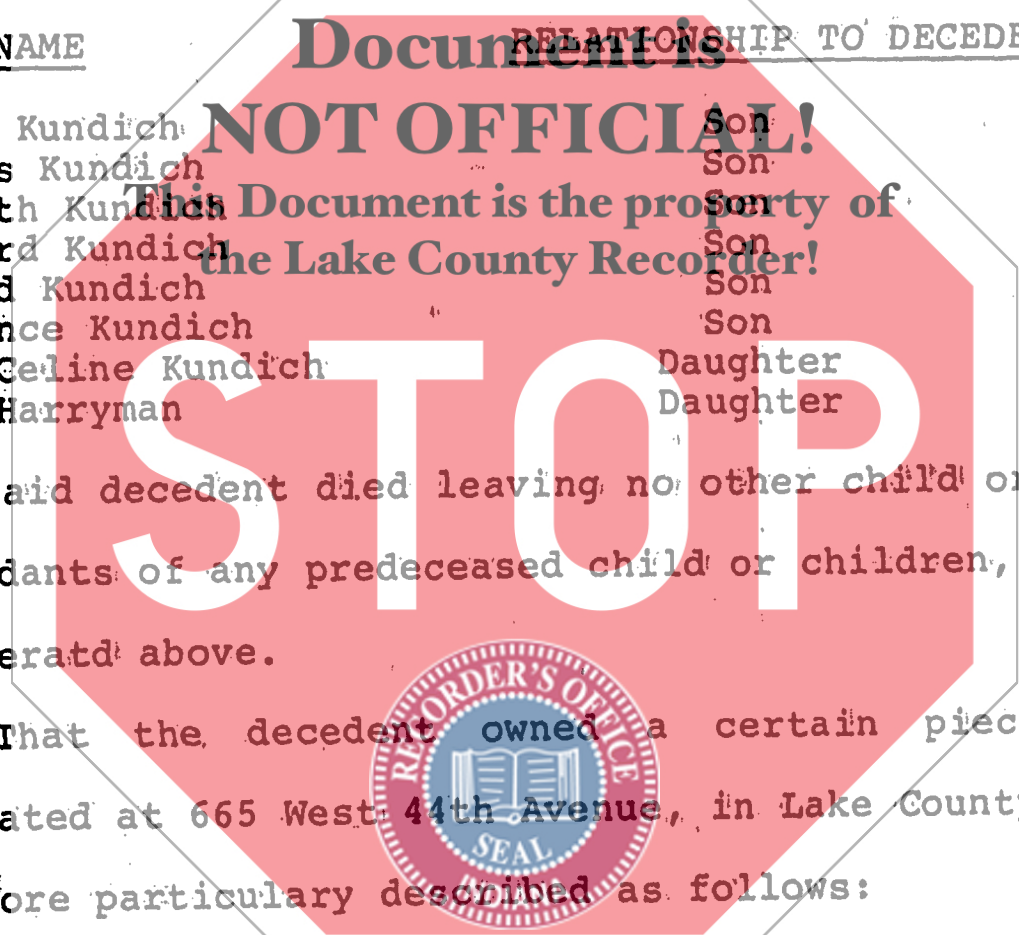 Document is
NAME RELATIONSHIP TO DECEDE
NOT OFFICIAL!
Kundich Son
s Kundich Son
This Document is the property of
th Kundich Son
rd Kundich Son
the Lake County Recorder!
d Kundich Son
nce Kundich Son
Celine Kundich Daughter
Harryman Daughter
STOP
aid decedent died leaving no other child or
dants of any predeceased child or children,
eratd above.
RECORDER'S OFFICE
That the decedent owned a certain piec
ated at 665 West 44th Avenue, in Lake Count
SEAL
INDIANA
ore particulary described as follows: